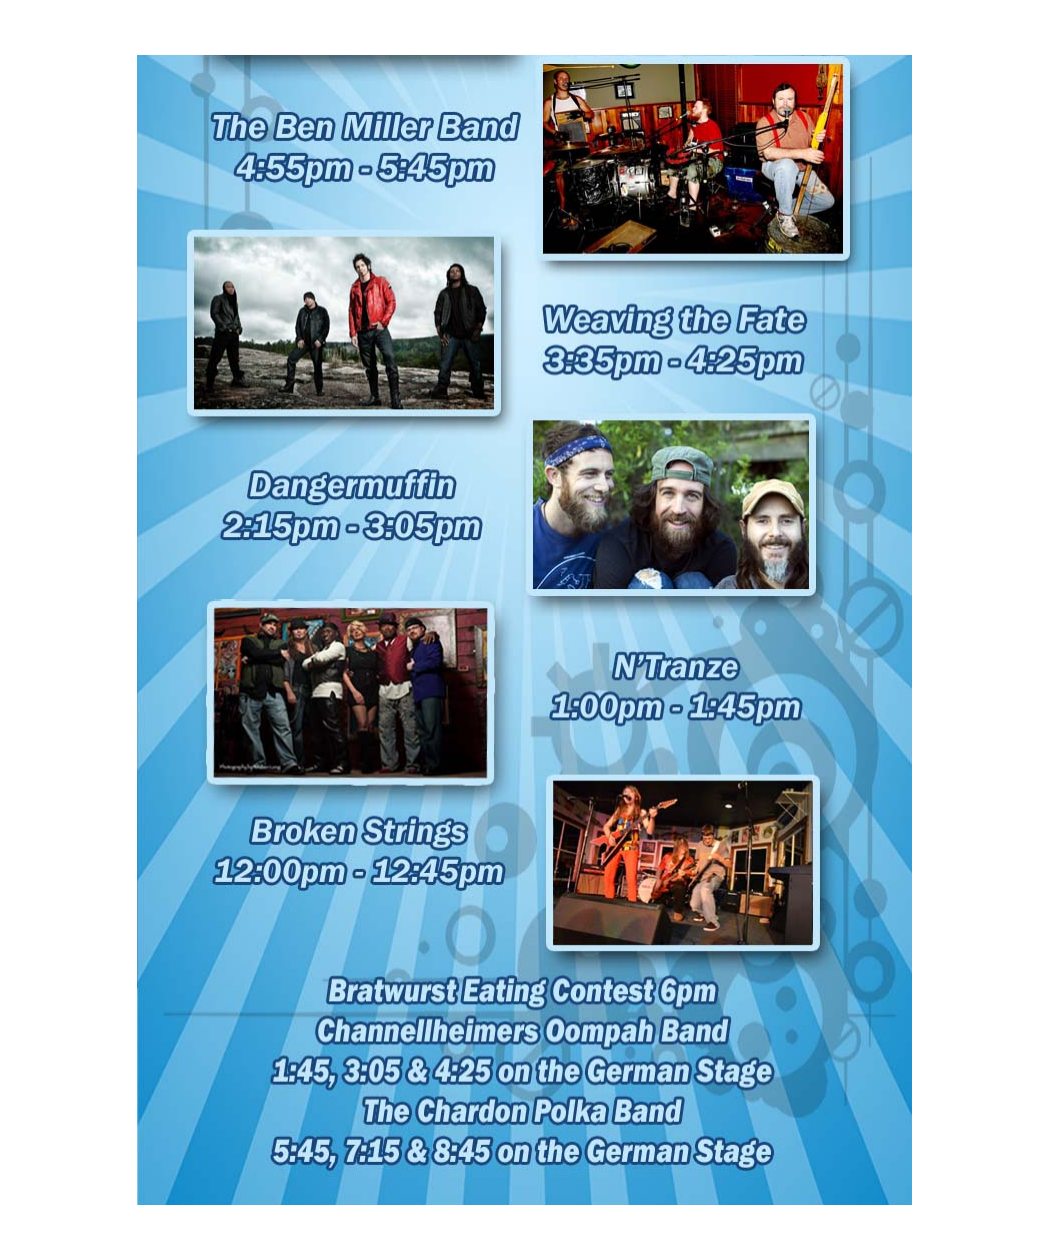 The Ben Miller Band
4:55pm - 5:45pm
Weaving the Fate
3:35pm - 4:25pm
Dangermuffin
2:15pm - 3:05pm
N'Tranze
1:00pm - 1:45pm
Broken Strings
12:00pm - 12:45pm
Bratwurst Eating Contest 6pm
Channellheimers Oompah Band
1:45, 3:05 & 4:25 on the German Stage
The Chardon Polka Band
5:45, 7:15 & 8:45 on the German Stage